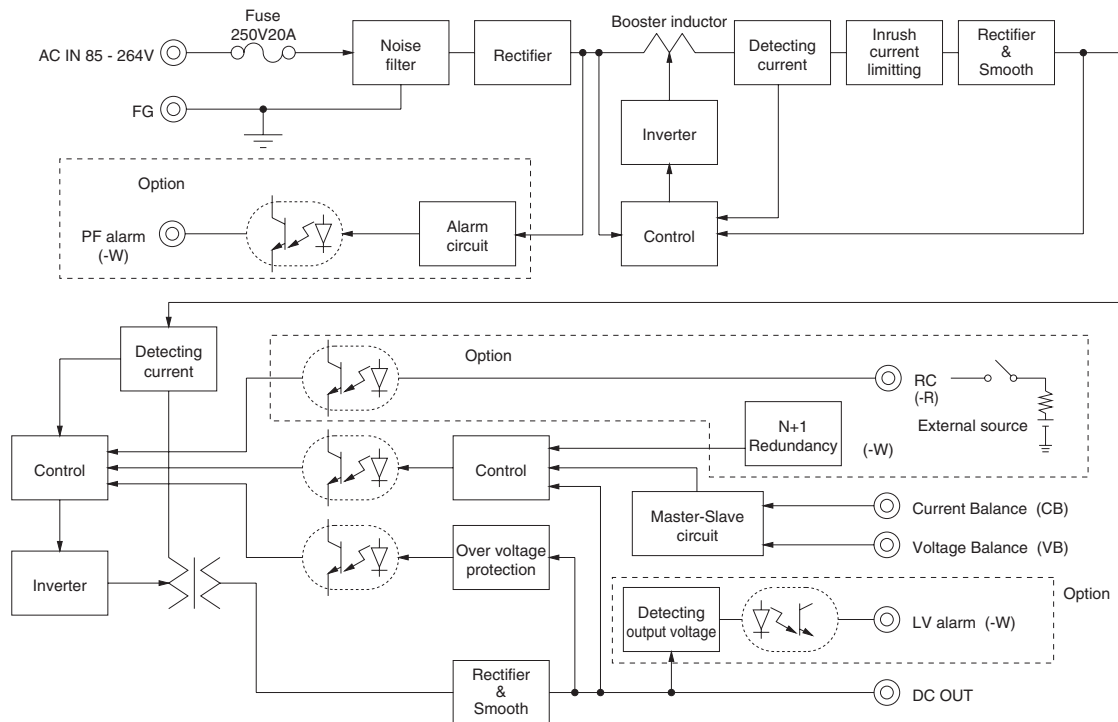 Fuse
250V20A
AC IN 85 - 264V
Noise
filter
Rectifier
Booster inductor
Detecting
current
Inrush
current
limitting
Rectifier
&
Smooth
FG
Inverter
Option
PF alarm
(-W)
Alarm
circuit
Control
Detecting
current
Option
RC
(-R)
External source
N+1
Redundancy
(-W)
Control
Control
Master-Slave
circuit
Current Balance (CB)
Voltage Balance (VB)
Inverter
Over voltage
protection
Option
Detecting
output voltage
LV alarm (-W)
Rectifier
&
Smooth
DC OUT